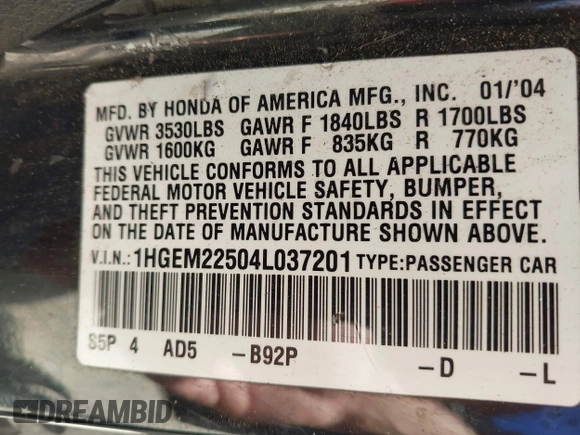 MFD. BY HONDA OF AMERICA MFG., INC. 01/'04
GVWR 3530LBS GAWR F 1840LBS R 1700LBS
GVWR 1600KG GAWR F 835KG R 770KG
THIS VEHICLE CONFORMS TO ALL APPLICABLE
FEDERAL MOTOR VEHICLE SAFETY, BUMPER,
AND THEFT PREVENTION STANDARDS IN EFFECT
ON THE DATE OF MANUFACTURE SHOWN ABOVE.
V.I.N.: 1HGEM22504L037201 TYPE:PASSENGER CAR
S5P 4 AD5 -B92P -D -L
DREAMBID